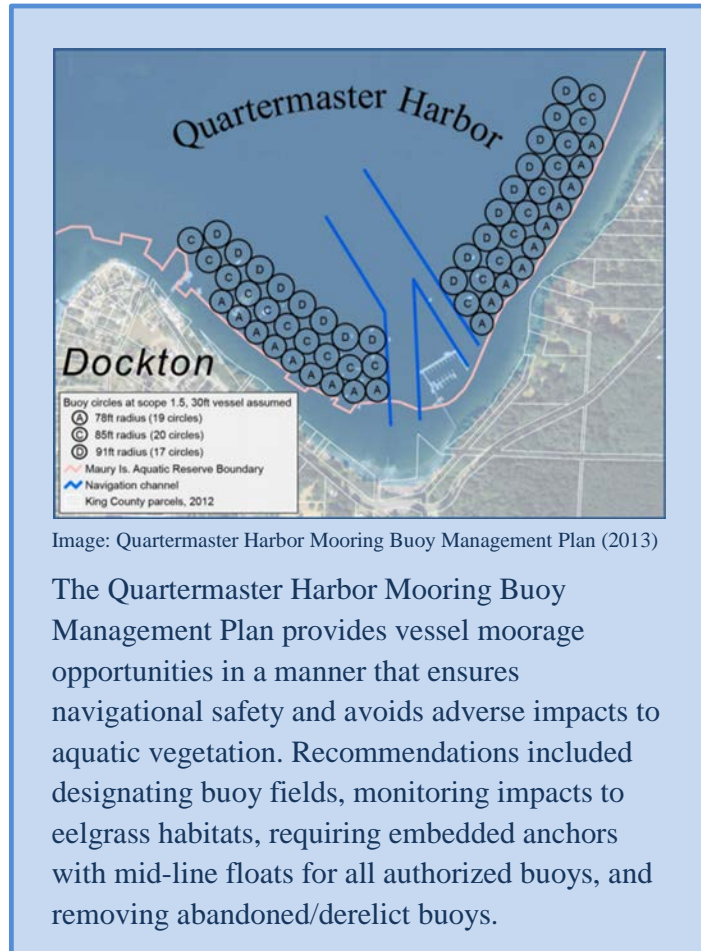 Quartermaster Harbor
Dockton
Buoy circles at scope 1.5, 30ft vessel assumed
A 78ft radius (19 circles)
C 85ft radius (20 circles)
D 91ft radius (17 circles)
Maury Is. Aquatic Reserve Boundary
Navigation channel
King County parcels, 2012
Image: Quartermaster Harbor Mooring Buoy Management Plan (2013)
The Quartermaster Harbor Mooring Buoy
Management Plan provides vessel moorage
opportunities in a manner that ensures
navigational safety and avoids adverse impacts to
aquatic vegetation. Recommendations included
designating buoy fields, monitoring impacts to
eelgrass habitats, requiring embedded anchors
with mid-line floats for all authorized buoys, and
removing abandoned/derelict buoys.